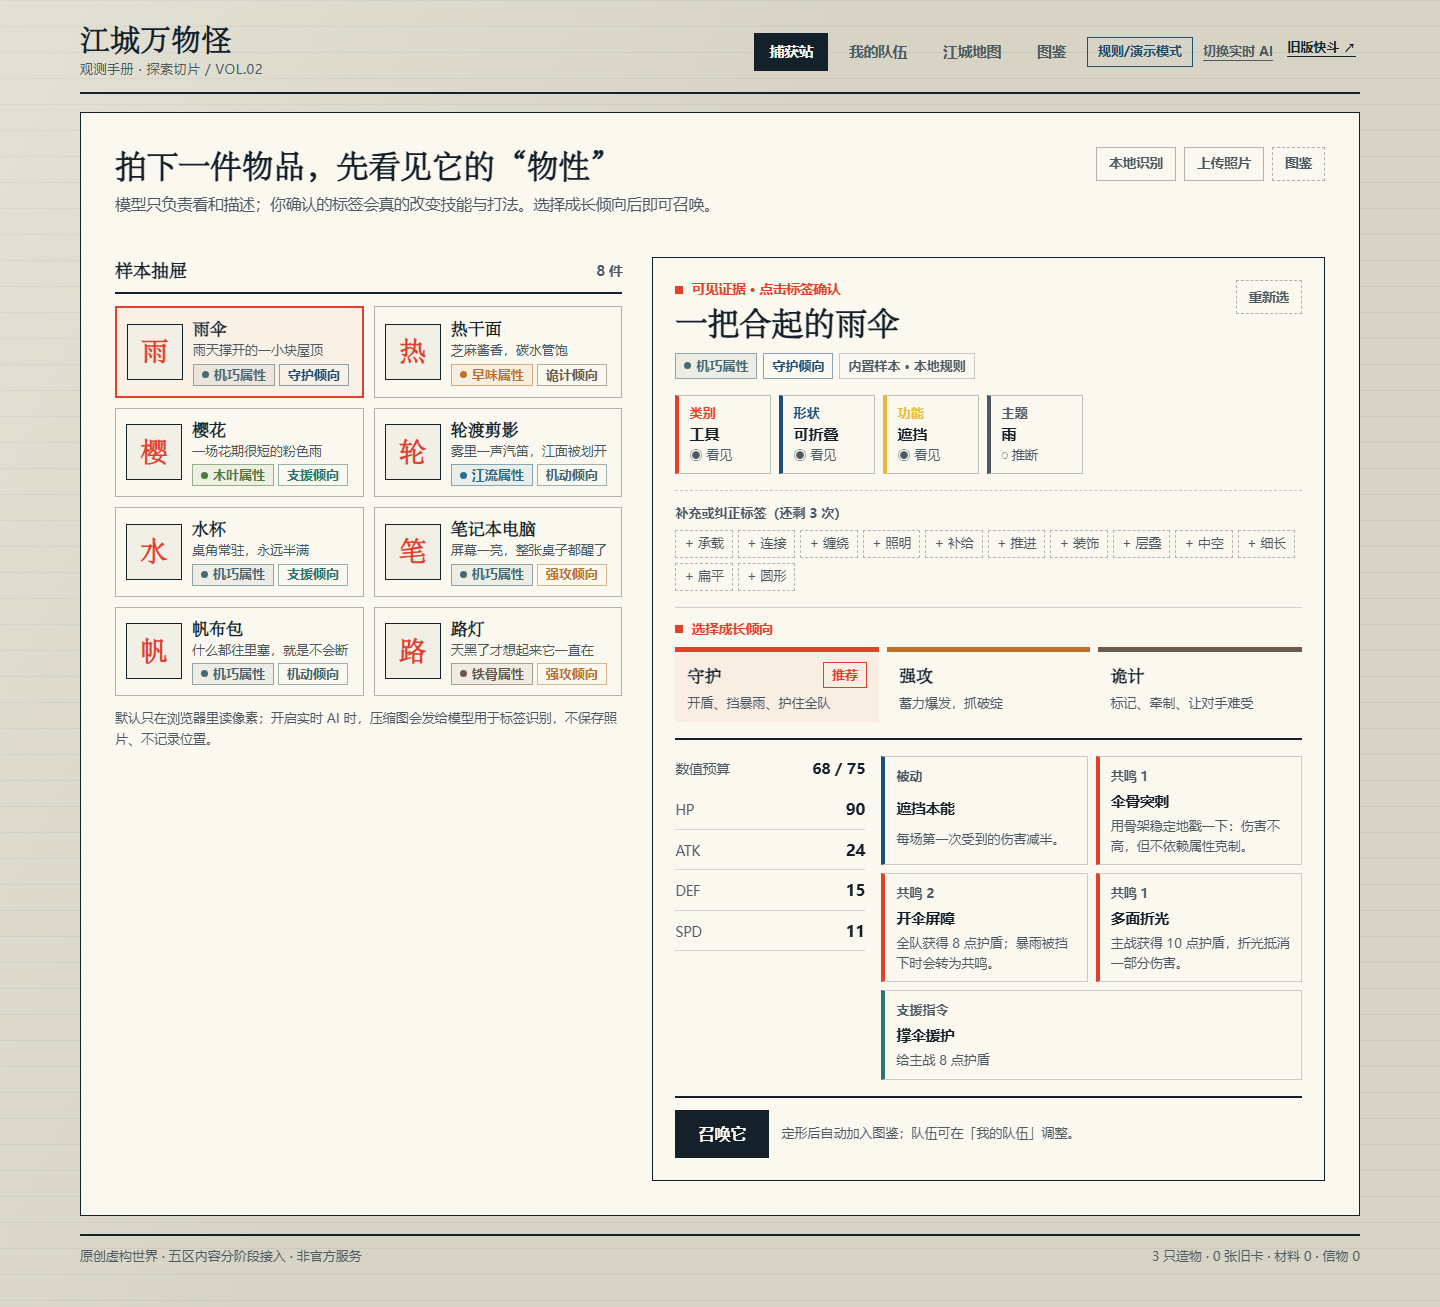 江城万物怪
观测手册 · 探索切片 / VOL.02
捕获站
我的队伍
江城地图
图鉴
规则/演示模式
切换实时 AI
旧版快斗 ↗
拍下一件物品，先看见它的“物性”
模型只负责看和描述；你确认的标签会真的改变技能与打法。选择成长倾向后即可召唤。
本地识别
上传照片
图鉴
样本抽屉
8 件
雨
雨伞
雨天撑开的一小块屋顶
机巧属性
守护倾向
热
热干面
芝麻酱香，碳水管饱
早味属性
诡计倾向
樱
樱花
一场花期很短的粉色雨
木叶属性
支援倾向
轮
轮渡剪影
雾里一声汽笛，江面被划开
江流属性
机动倾向
水
水杯
桌角常驻，永远半满
机巧属性
支援倾向
笔
笔记本电脑
屏幕一亮，整张桌子都醒了
机巧属性
强攻倾向
帆
帆布包
什么都往里塞，就是不会断
机巧属性
机动倾向
路
路灯
天黑了才想起来它一直在
铁骨属性
强攻倾向
默认只在浏览器里读像素；开启实时 AI 时，压缩图会发给模型用于标签识别，不保存照
片、不记录位置。
可见证据 • 点击标签确认
一把合起的雨伞
重新选
机巧属性
守护倾向
内置样本 • 本地规则
类别
工具
◉ 看见
形状
可折叠
◉ 看见
功能
遮挡
◉ 看见
主题
雨
○ 推断
补充或纠正标签（还剩 3 次）
+ 承载
+ 连接
+ 缠绕
+ 照明
+ 补给
+ 推进
+ 装饰
+ 层叠
+ 中空
+ 细长
+ 扁平
+ 圆形
选择成长倾向
守护
推荐
开盾、挡暴雨、护住全队
强攻
蓄力爆发，抓破绽
诡计
标记、牵制、让对手难受
数值预算
68 / 75
HP
90
ATK
24
DEF
15
SPD
11
被动
遮挡本能
每场第一次受到的伤害减半。
共鸣 1
伞骨突刺
用骨架稳定地戳一下：伤害不
高，但不依赖属性克制。
共鸣 2
开伞屏障
全队获得 8 点护盾；暴雨被挡
下时会转为共鸣。
共鸣 1
多面折光
主战获得 10 点护盾，折光抵消
一部分伤害。
支援指令
撑伞援护
给主战 8 点护盾
召唤它
定形后自动加入图鉴；队伍可在「我的队伍」调整。
原创虚构世界 · 五区内容分阶段接入 · 非官方服务
3 只造物 · 0 张旧卡 · 材料 0 · 信物 0